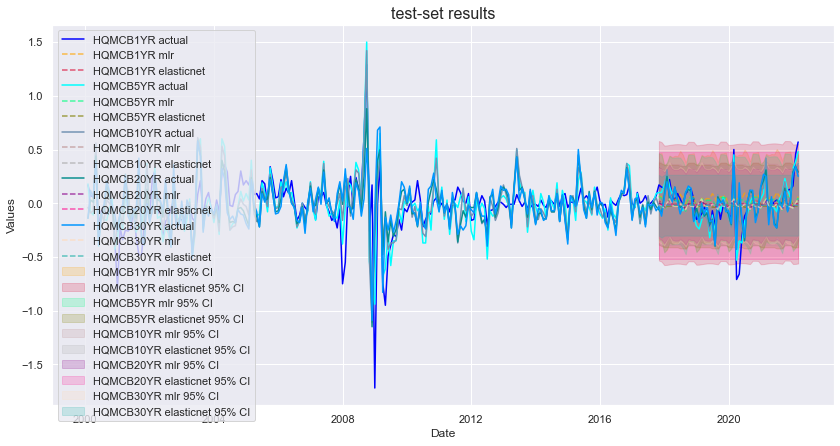 test-set results
1.5
1.0
0.5
0.0
−0.5
−1.0
−1.5
Values
HQMCB1YR actual
HQMCB1YR mlr
HQMCB1YR elasticnet
HQMCB5YR actual
HQMCB5YR mlr
HQMCB5YR elasticnet
HQMCB10YR actual
HQMCB10YR mlr
HQMCB10YR elasticnet
HQMCB20YR actual
HQMCB20YR mlr
HQMCB20YR elasticnet
HQMCB30YR actual
HQMCB30YR mlr
HQMCB30YR elasticnet
HQMCB1YR mlr 95% CI
HQMCB1YR elasticnet 95% CI
HQMCB5YR mlr 95% CI
HQMCB5YR elasticnet 95% CI
HQMCB10YR mlr 95% CI
HQMCB10YR elasticnet 95% CI
HQMCB20YR mlr 95% CI
HQMCB20YR elasticnet 95% CI
HQMCB30YR mlr 95% CI
HQMCB30YR elasticnet 95% CI
2000 2004 2008 2012 2016 2020
Date